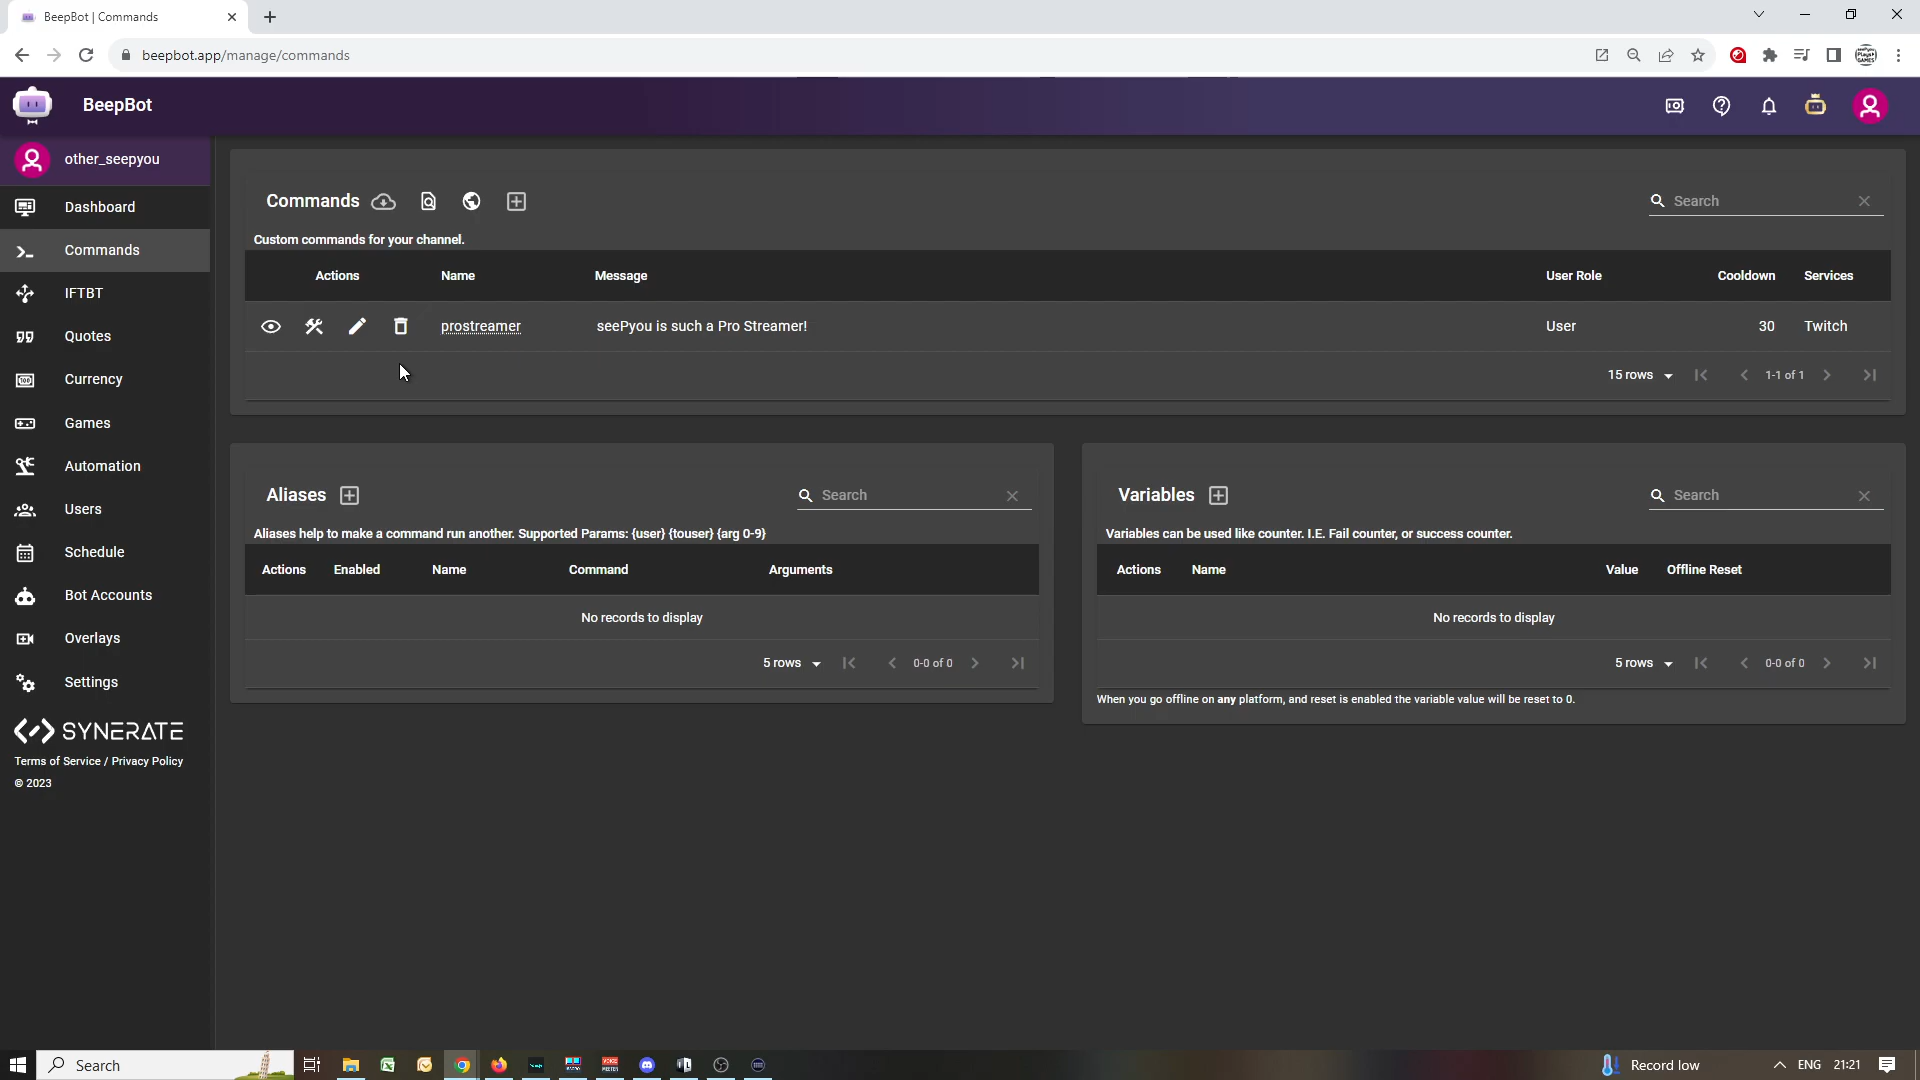 BeepBot | Commands
beepbot.app/manage/commands
BeepBot
other_seepyou
Dashboard
Commands
IFTBT
Quotes
Currency
Games
Automation
Users
Schedule
Bot Accounts
Overlays
Settings
SYNERATE
Terms of Service / Privacy Policy
© 2023
Commands
Search
Custom commands for your channel.
Actions Name Message User Role Cooldown Services
prostreamer seePyou is such a Pro Streamer! User 30 Twitch
15 rows 1-1 of 1
Aliases
Search
Aliases help to make a command run another. Supported Params: {user} {touser} {arg 0-9}
Actions Enabled Name Command Arguments
No records to display
5 rows 0-0 of 0
Variables
Search
Variables can be used like counter. I.E. Fail counter, or success counter.
Actions Name Value Offline Reset
No records to display
5 rows 0-0 of 0
When you go offline on any platform, and reset is enabled the variable value will be reset to 0.
Search
Record low
ENG
21:21